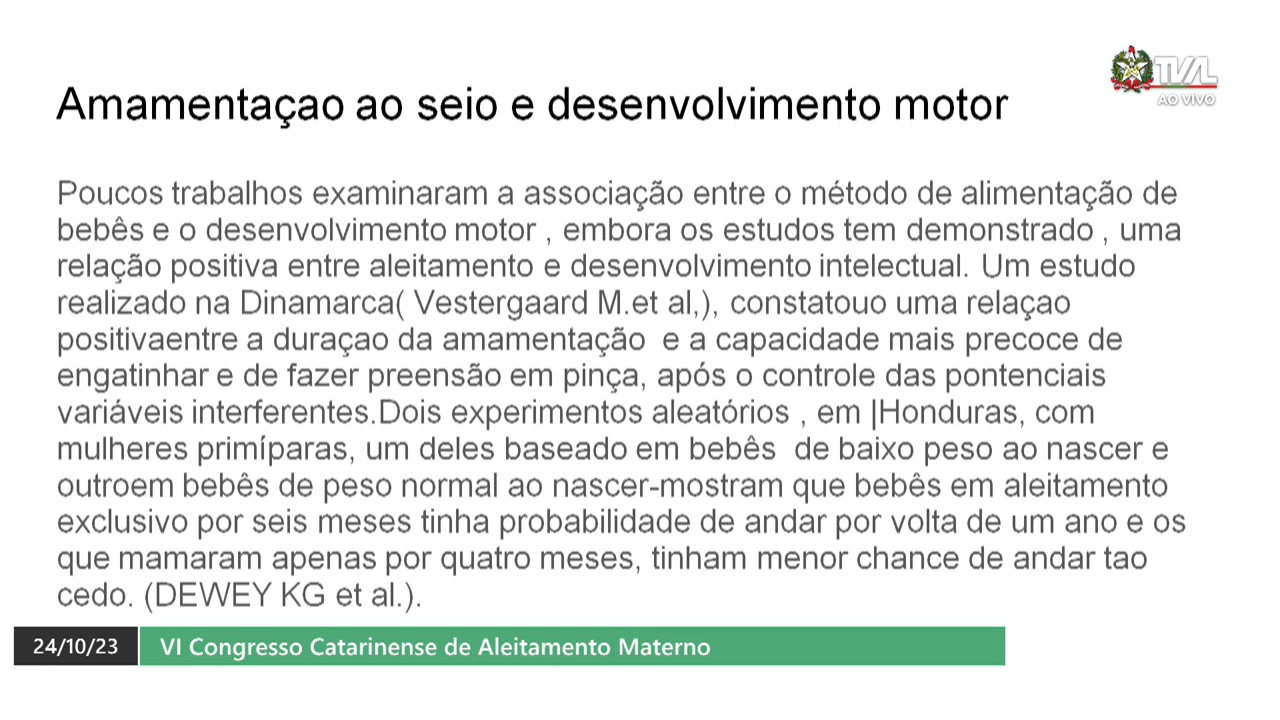 TVAL
AO VIVO
Amamentaçao ao seio e desenvolvimento motor
Poucos trabalhos examinaram a associação entre o método de alimentação de
bebês e o desenvolvimento motor , embora os estudos tem demonstrado , uma
relação positiva entre aleitamento e desenvolvimento intelectual. Um estudo
realizado na Dinamarca( Vestergaard M.et al,), constatouo uma relaçao
positivaentre a duraçao da amamentação  e a capacidade mais precoce de
engatinhar e de fazer preensão em pinça, após o controle das pontenciais
variáveis interferentes.Dois experimentos aleatórios , em |Honduras, com
mulheres primíparas, um deles baseado em bebês  de baixo peso ao nascer e
outroem bebês de peso normal ao nascer-mostram que bebês em aleitamento
exclusivo por seis meses tinha probabilidade de andar por volta de um ano e os
que mamaram apenas por quatro meses, tinham menor chance de andar tao
cedo. (DEWEY KG et al.).
24/10/23
VI Congresso Catarinense de Aleitamento Materno